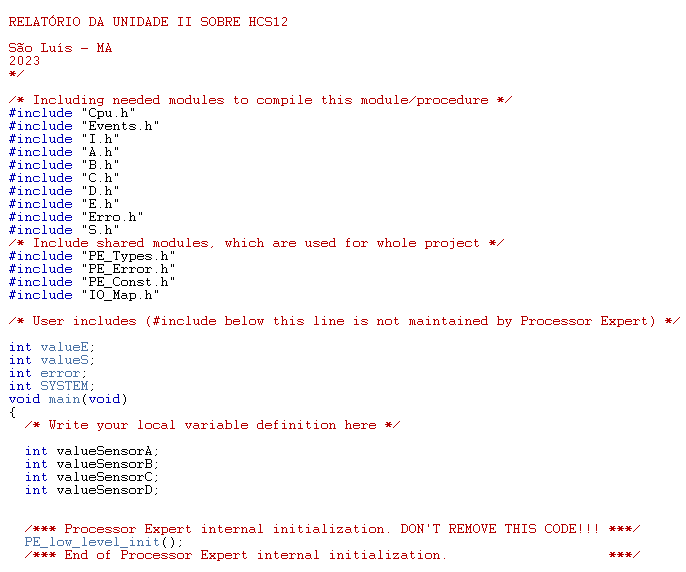 RELATÓRIO DA UNIDADE II SOBRE HCS12
São Luís - MA
2023
*/
/* Including needed modules to compile this module/procedure */
#include "Cpu.h"
#include "Events.h"
#include "I.h"
#include "A.h"
#include "B.h"
#include "C.h"
#include "D.h"
#include "E.h"
#include "Erro.h"
#include "S.h"
/* Include shared modules, which are used for whole project */
#include "PE_Types.h"
#include "PE_Error.h"
#include "PE_Const.h"
#include "IO_Map.h"
/* User includes (#include below this line is not maintained by Processor Expert) */
int valueE;
int valueS;
int error;
int SYSTEM;
void main(void)
{
/* Write your local variable definition here */
int valueSensorA;
int valueSensorB;
int valueSensorC;
int valueSensorD;
/*** Processor Expert internal initialization. DON'T REMOVE THIS CODE!!! ***/
PE_low_level_init();
/*** End of Processor Expert internal initialization. ***/